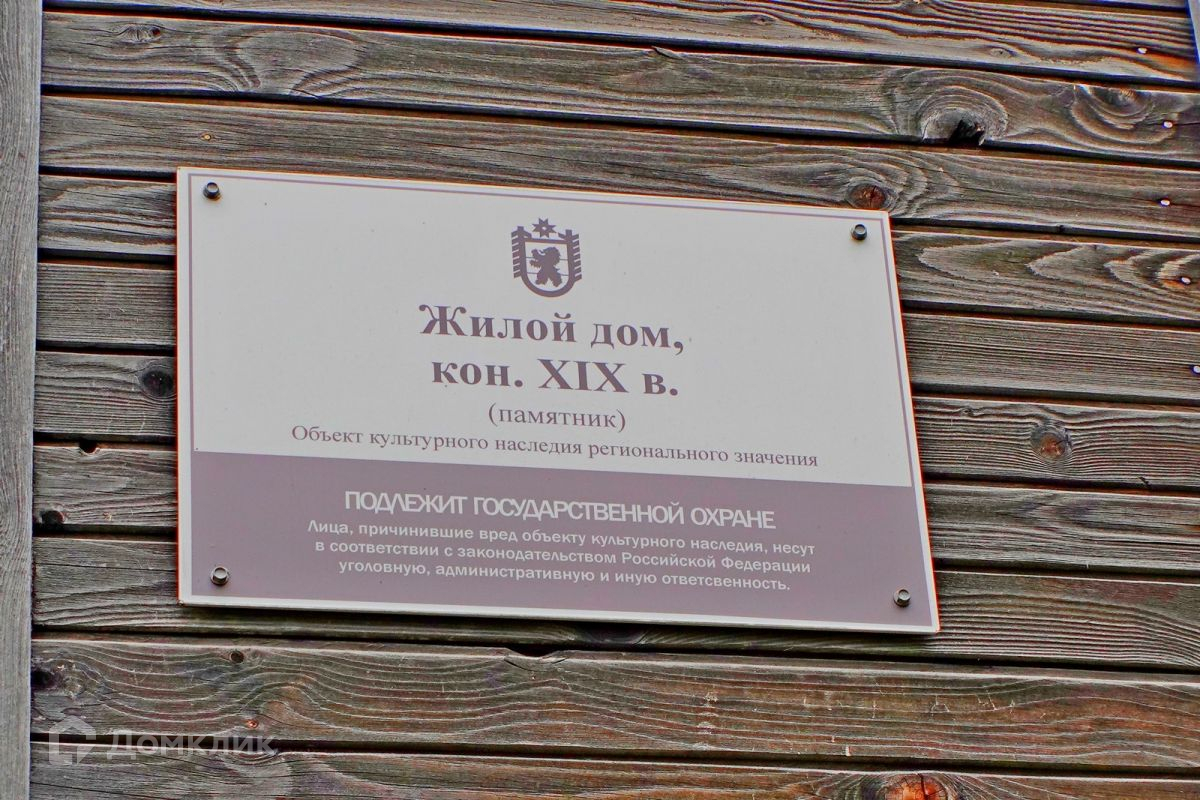 Жилой дом,
кон. XIX в.
(памятник)
Объект культурного наследия регионального значения
ПОДЛЕЖИТ ГОСУДАРСТВЕННОЙ ОХРАНЕ
Лица, причинившие вред объекту культурного наследия, несут
в соответствии с законодательством Российской Федерации
уголовную, административную и иную ответсвенность.
Домклик